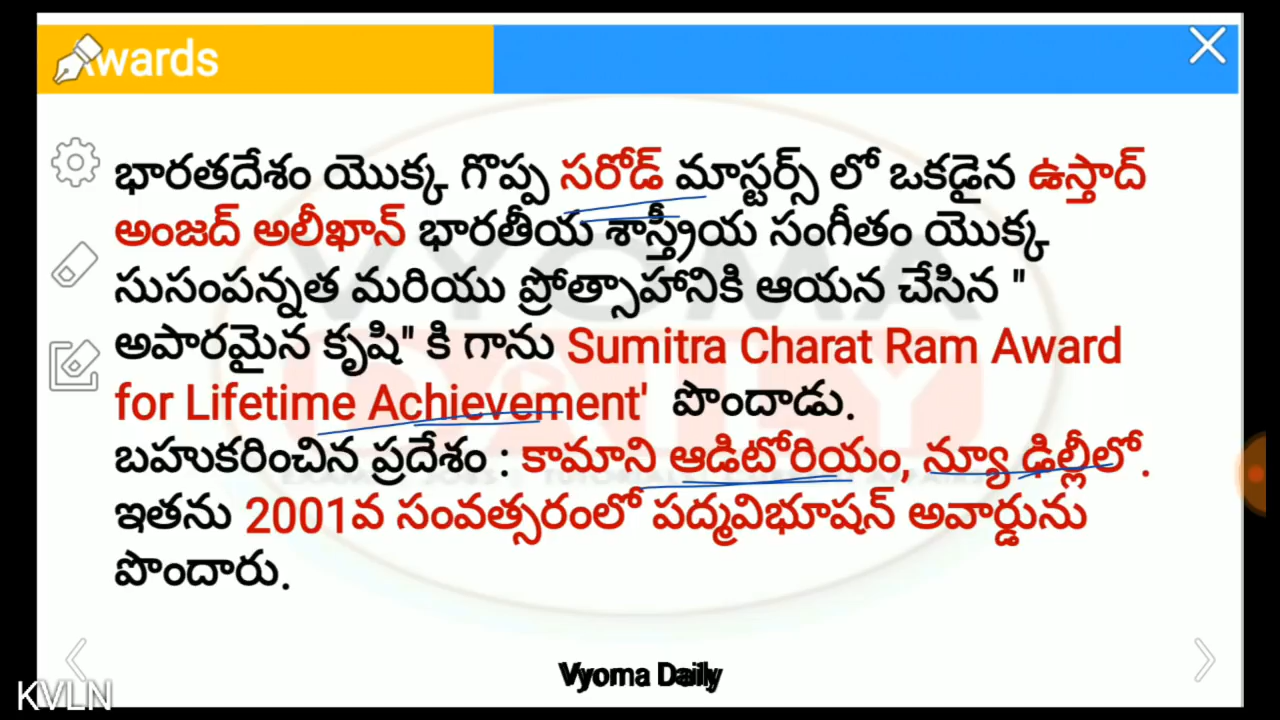 Awards
భారతదేశం యొక్క గొప్ప సరోడ్ మాస్టర్స్ లో ఒకడైన ఉస్తాద్
అంజద్ అలీఖాన్ భారతీయ శాస్త్రీయ సంగీతం యొక్క
సుసంపన్నత మరియు ప్రోత్సాహానికి ఆయన చేసిన "
అపారమైన కృషి" కి గాను Sumitra Charat Ram Award
for Lifetime Achievement' పొందాడు.
బహుకరించిన ప్రదేశం : కామాని ఆడిటోరియం, న్యూ ఢిల్లీలో.
ఇతను 2001వ సంవత్సరంలో పద్మవిభూషన్ అవార్డును
పొందారు.
Vyoma Daily
KVLN